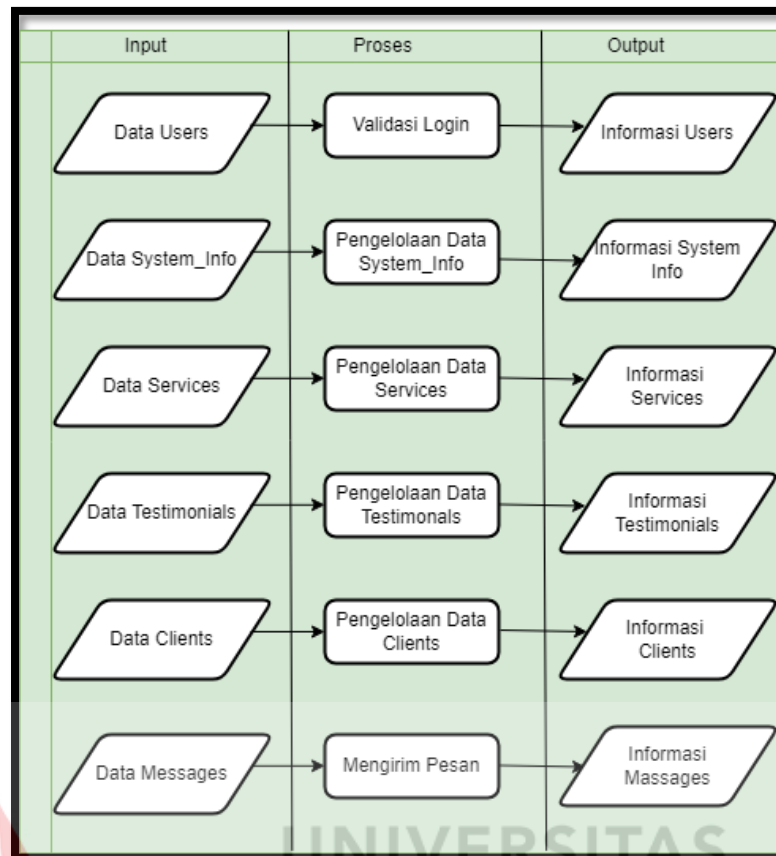 Input
Proses
Output
Data Users
Validasi Login
Informasi Users
Data System_Info
Pengelolaan Data
System_Info
Informasi System
Info
Data Services
Pengelolaan Data
Services
Informasi
Services
Data Testimonials
Pengelolaan Data
Testimonals
Informasi
Testimonials
Data Clients
Pengelolaan Data
Clients
Informasi
Clients
Data Messages
Mengirim Pesan
Informasi
Massages
UNIVERSITAS